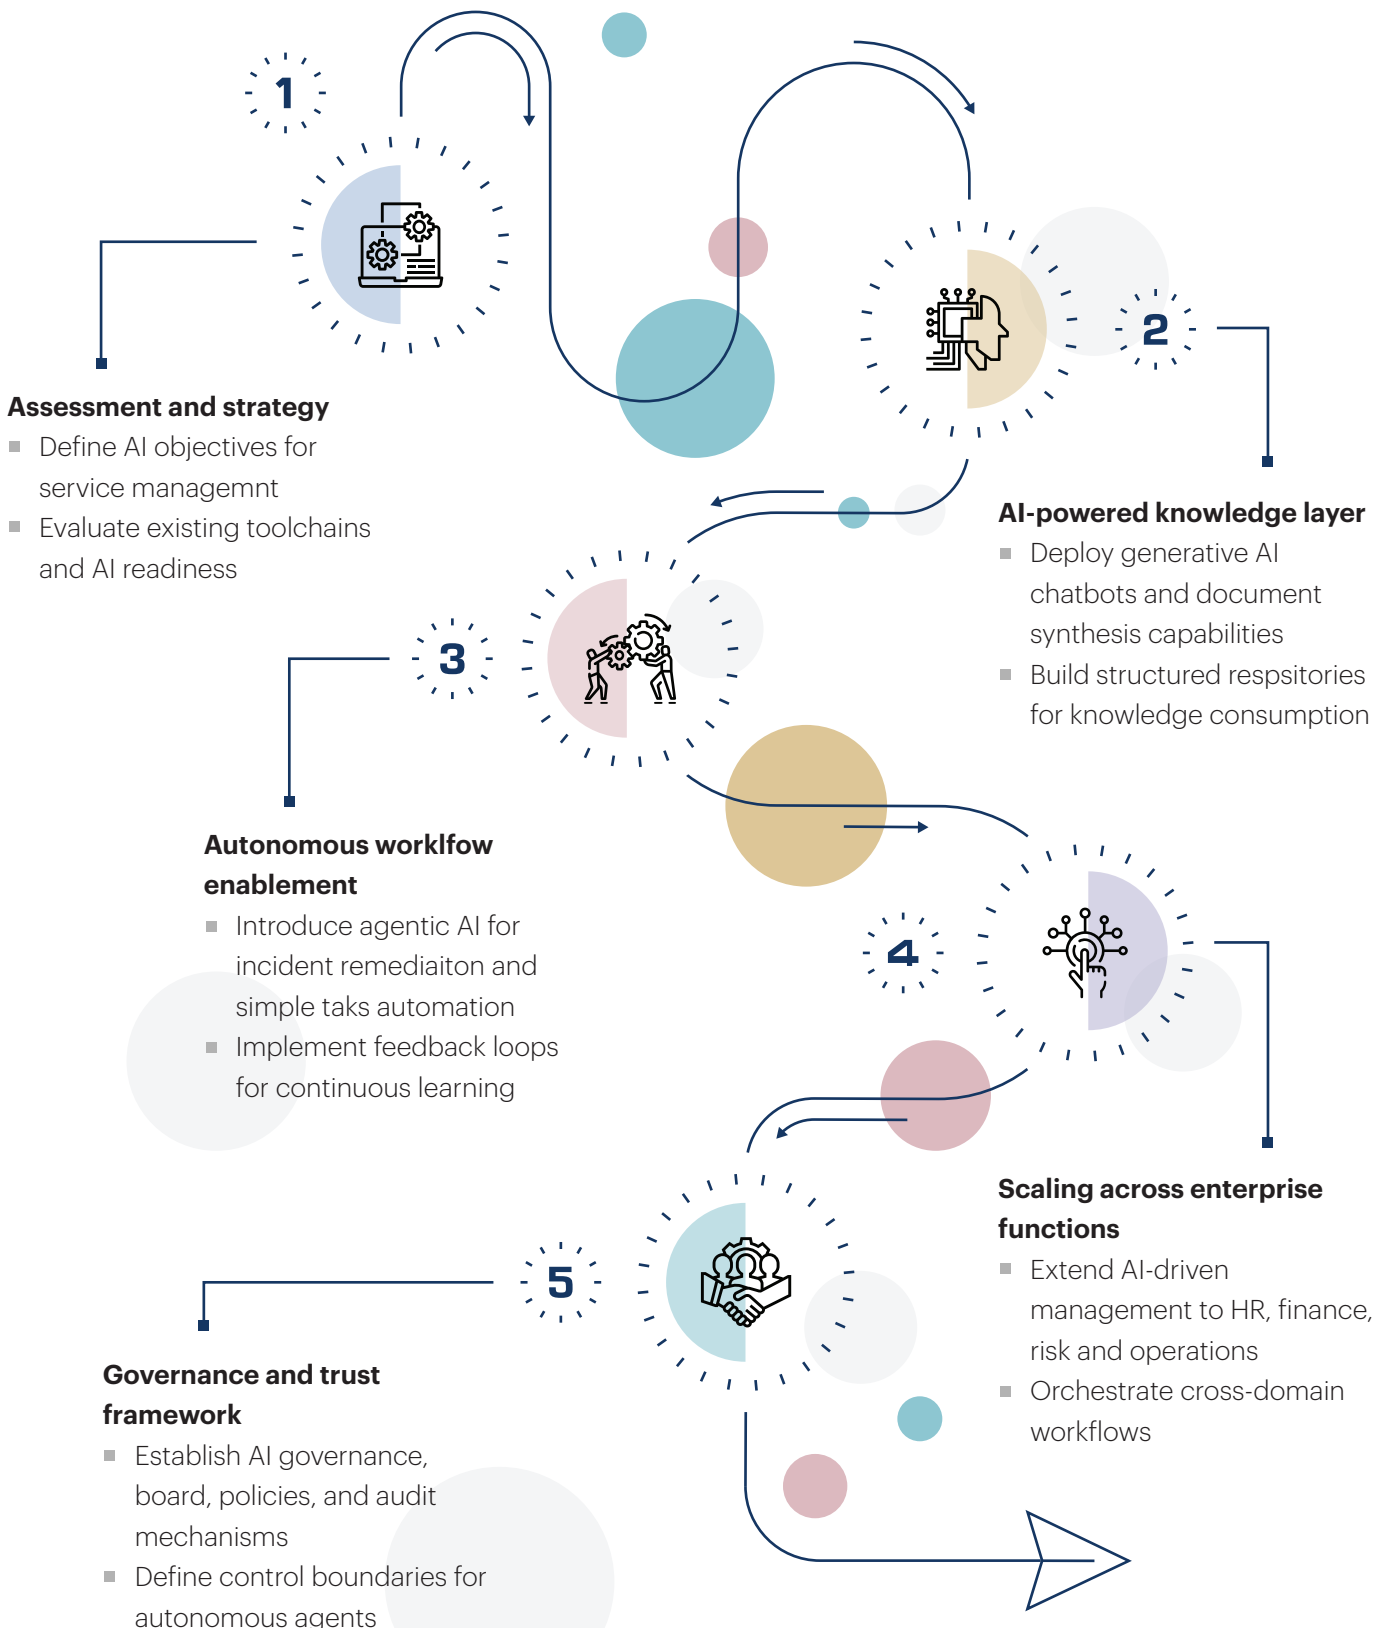 1
Assessment and strategy
Define AI objectives for
service managemnt
Evaluate existing toolchains
and AI readiness
2
AI-powered knowledge layer
Deploy generative AI
chatbots and document
synthesis capabilities
Build structured respsitories
for knowledge consumption
3
Autonomous worklfow
enablement
Introduce agentic AI for
incident remediaiton and
simple taks automation
Implement feedback loops
for continuous learning
4
Scaling across enterprise
functions
Extend AI-driven
management to HR, finance,
risk and operations
Orchestrate cross-domain
workflows
5
Governance and trust
framework
Establish AI governance,
board, policies, and audit
mechanisms
Define control boundaries for
autonomous agents